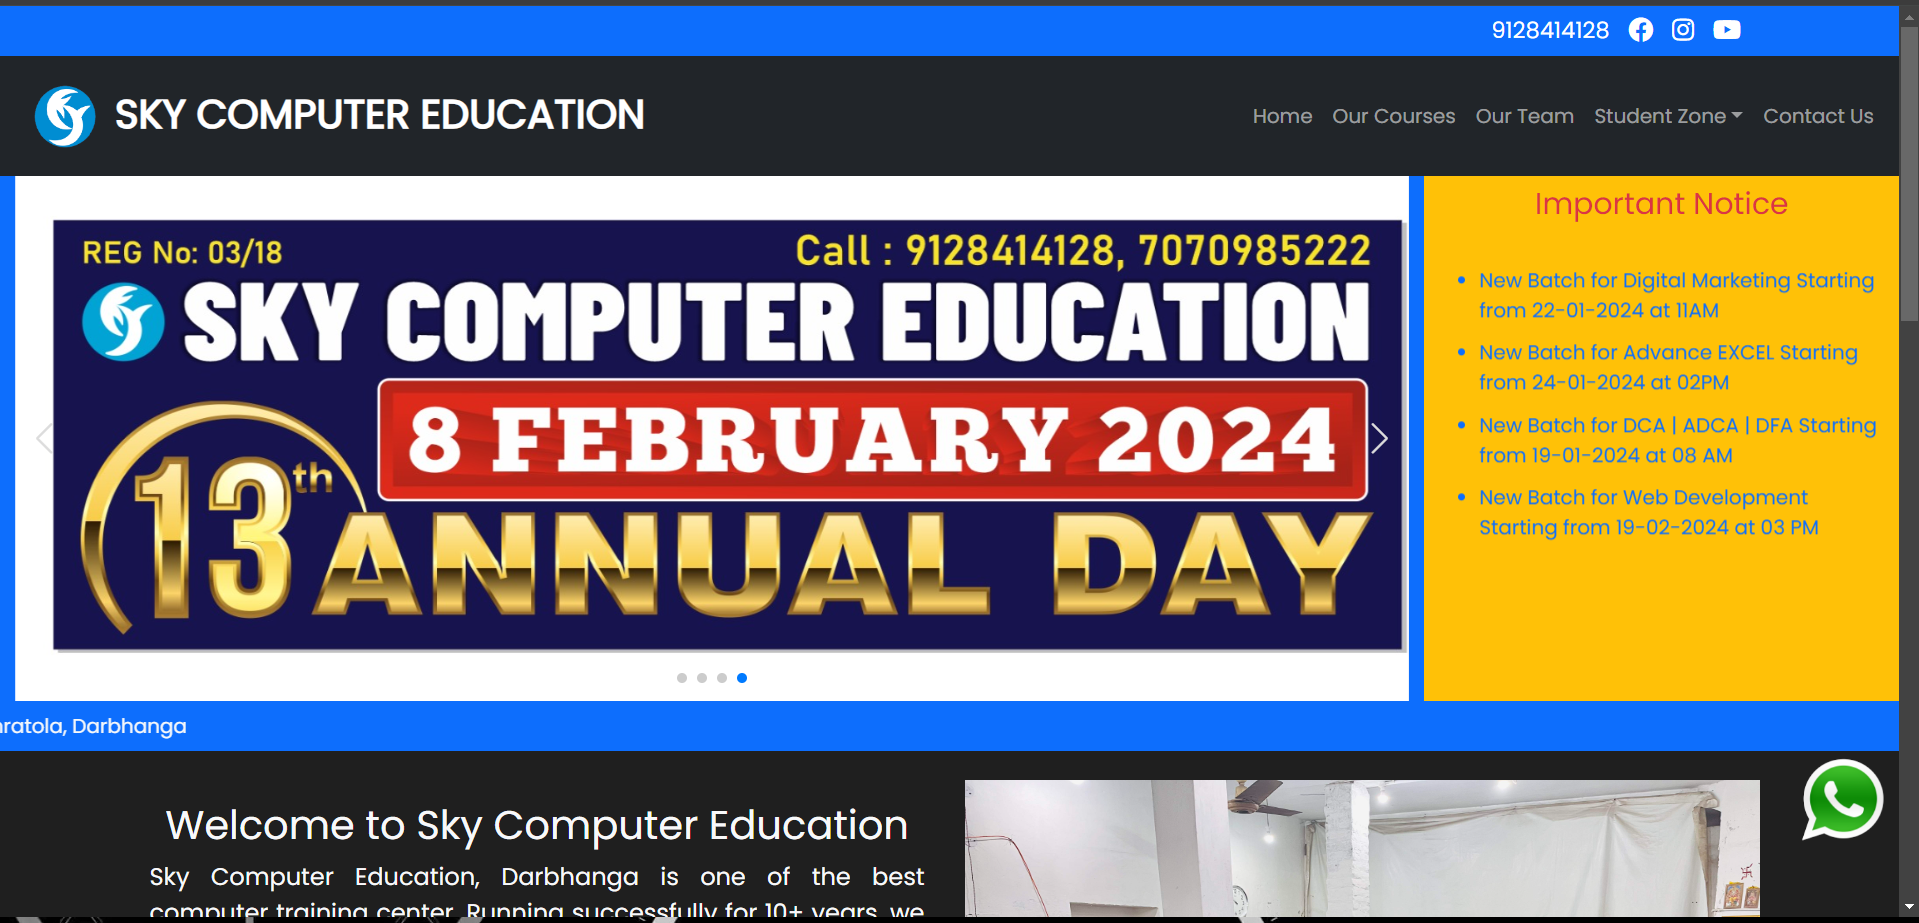 9128414128
SKY COMPUTER EDUCATION
Home Our Courses Our Team Student Zone Contact Us
REG No: 03/18
Call : 9128414128, 7070985222
SKY COMPUTER EDUCATION
8 FEBRUARY 2024
13th ANNUAL DAY
Important Notice
New Batch for Digital Marketing Starting
from 22-01-2024 at 11AM
New Batch for Advance EXCEL Starting
from 24-01-2024 at 02PM
New Batch for DCA | ADCA | DFA Starting
from 19-01-2024 at 08 AM
New Batch for Web Development
Starting from 19-02-2024 at 03 PM
Darbhanga
Welcome to Sky Computer Education
Sky Computer Education, Darbhanga is one of the best
computer training center. Running successfully for 10+ years, we